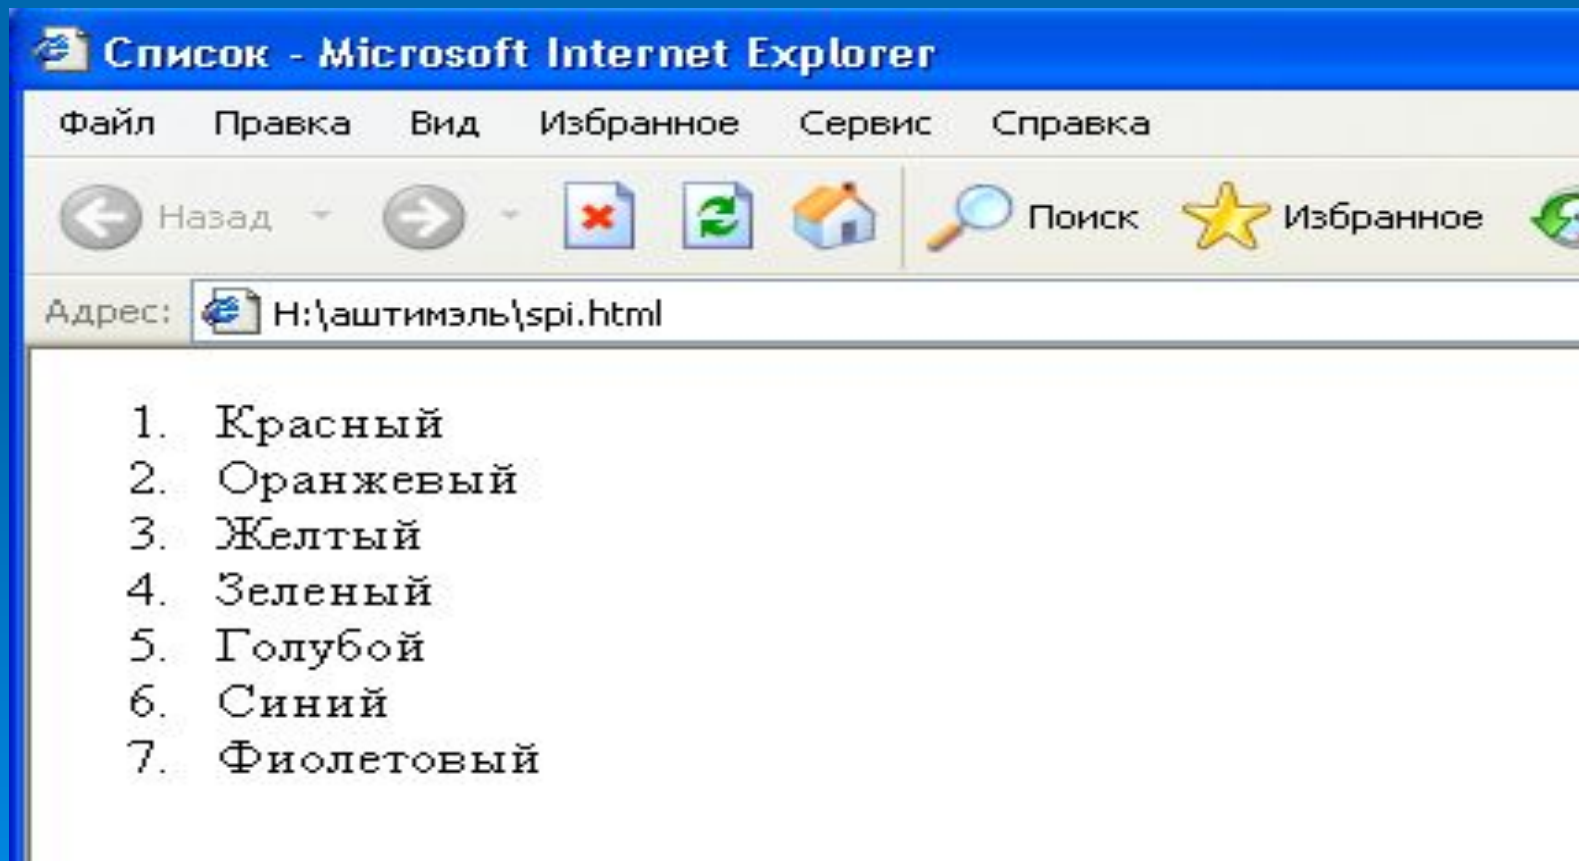 Список - Microsoft Internet Explorer
Файл Правка Вид Избранное Сервис Справка
Назад Поиск Избранное
Адрес: H:\аштимэль\spi.html
1. Красный
2. Оранжевый
3. Желтый
4. Зеленый
5. Голубой
6. Синий
7. Фиолетовый